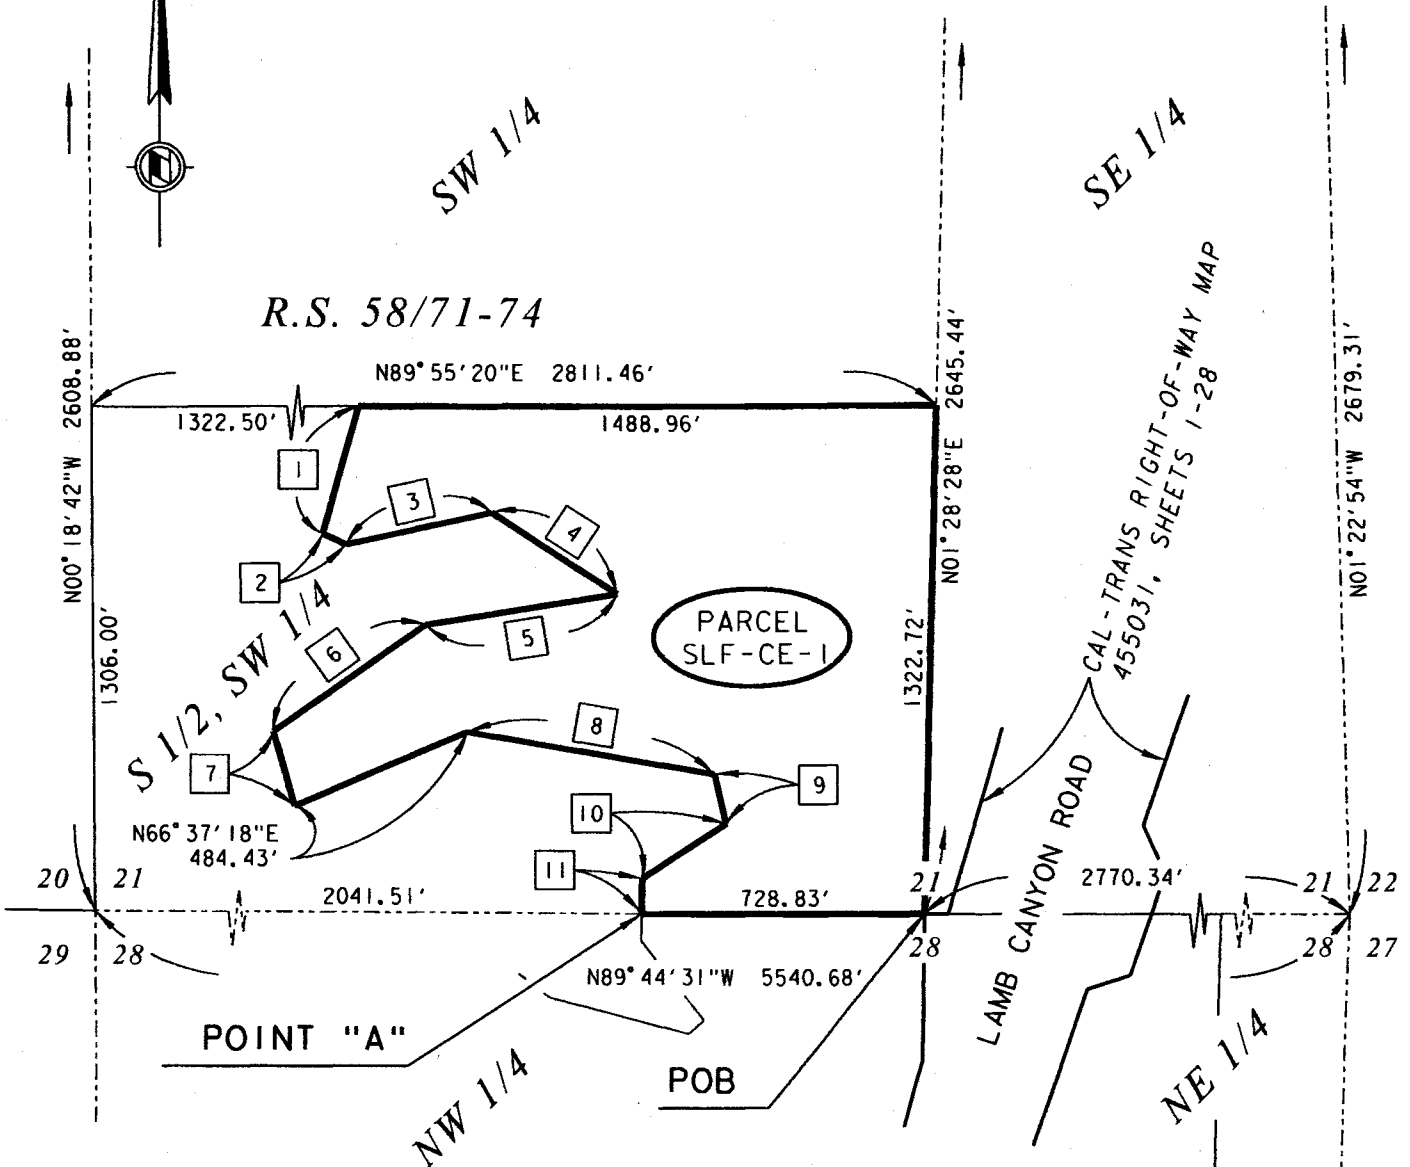 SW 1/4
SE 1/4
R.S. 58/71-74
N89°55'20"E 2811.46'
1322.50'
1488.96'
N00°18'42"W 2608.88'
1306.00'
N01°28'28"E 2645.44'
1322.72'
N01°22'54"W 2679.31'
CAL-TRANS RIGHT-OF-WAY MAP
455031, SHEETS 1-28
1
2
3
4
5
6
7
8
9
10
11
S 1/2, SW 1/4
PARCEL
SLF-CE-1
N66°37'18"E
484.43'
LAMB CANYON ROAD
20
21
29
28
2041.51'
728.83'
21
28
2770.34'
21
22
28
27
N89°44'31"W 5540.68'
POINT "A"
POB
NW 1/4
NE 1/4